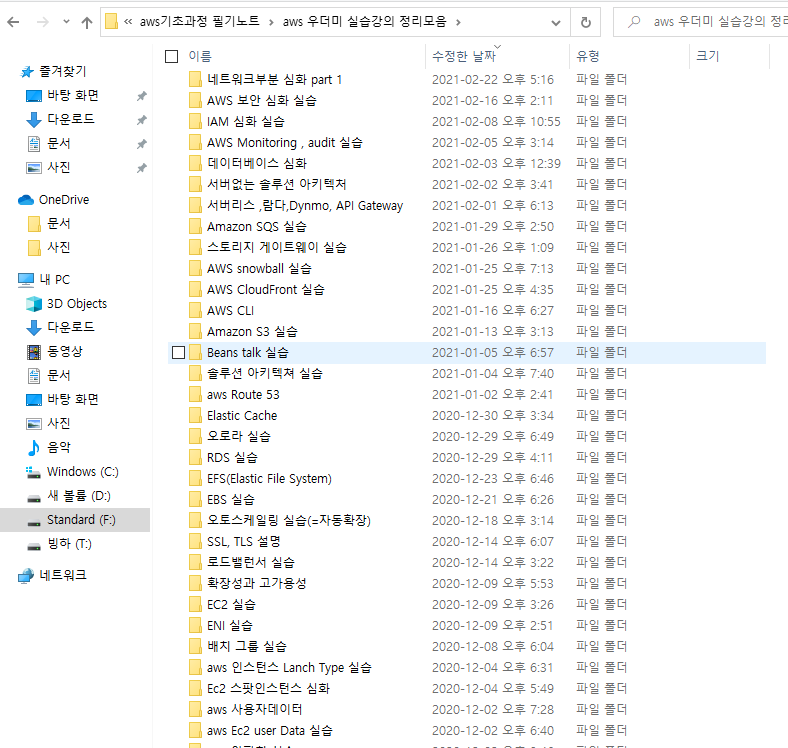 « aws기초과정 필기노트 › aws 우더미 실습강의 정리모음 ›
aws 우더미 실습강의 정리
이름 수정한 날짜 유형 크기
즐겨찾기
바탕 화면
다운로드
문서
사진
OneDrive
문서
사진
내 PC
3D Objects
다운로드
동영상
문서
바탕 화면
사진
음악
Windows (C:)
새 볼륨 (D:)
Standard (F:)
빙하 (T:)
네트워크
네트워크부분 심화 part 1 2021-02-22 오후 5:16 파일 폴더
AWS 보안 심화 실습 2021-02-16 오후 2:11 파일 폴더
IAM 심화 실습 2021-02-08 오후 10:55 파일 폴더
AWS Monitoring , audit 실습 2021-02-05 오후 3:14 파일 폴더
데이터베이스 심화 2021-02-03 오후 12:39 파일 폴더
서버없는 솔루션 아키텍처 2021-02-02 오후 3:41 파일 폴더
서버리스 ,람다,Dynmo, API Gateway 2021-02-01 오후 6:13 파일 폴더
Amazon SQS 실습 2021-01-29 오후 2:50 파일 폴더
스토리지 게이트웨이 실습 2021-01-26 오후 1:09 파일 폴더
AWS snowball 실습 2021-01-25 오후 7:13 파일 폴더
AWS CloudFront 실습 2021-01-25 오후 4:35 파일 폴더
AWS CLI 2021-01-16 오후 6:27 파일 폴더
Amazon S3 실습 2021-01-13 오후 3:13 파일 폴더
Beans talk 실습 2021-01-05 오후 6:57 파일 폴더
솔루션 아키텍쳐 실습 2021-01-04 오후 7:40 파일 폴더
aws Route 53 2021-01-02 오후 2:41 파일 폴더
Elastic Cache 2020-12-30 오후 3:34 파일 폴더
오로라 실습 2020-12-29 오후 6:49 파일 폴더
RDS 실습 2020-12-29 오후 4:11 파일 폴더
EFS(Elastic File System) 2020-12-23 오후 6:46 파일 폴더
EBS 실습 2020-12-21 오후 6:26 파일 폴더
오토스케일링 실습(=자동확장) 2020-12-18 오후 3:14 파일 폴더
SSL, TLS 설명 2020-12-14 오후 6:07 파일 폴더
로드밸런서 실습 2020-12-14 오후 3:22 파일 폴더
확장성과 고가용성 2020-12-09 오후 5:53 파일 폴더
EC2 실습 2020-12-09 오후 3:26 파일 폴더
ENI 실습 2020-12-09 오후 2:51 파일 폴더
배치 그룹 실습 2020-12-08 오후 6:04 파일 폴더
aws 인스턴스 Lanch Type 실습 2020-12-04 오후 6:31 파일 폴더
Ec2 스팟인스턴스 심화 2020-12-04 오후 5:49 파일 폴더
aws 사용자데이터 2020-12-02 오후 7:28 파일 폴더
aws Ec2 user Data 실습 2020-12-02 오후 6:40 파일 폴더